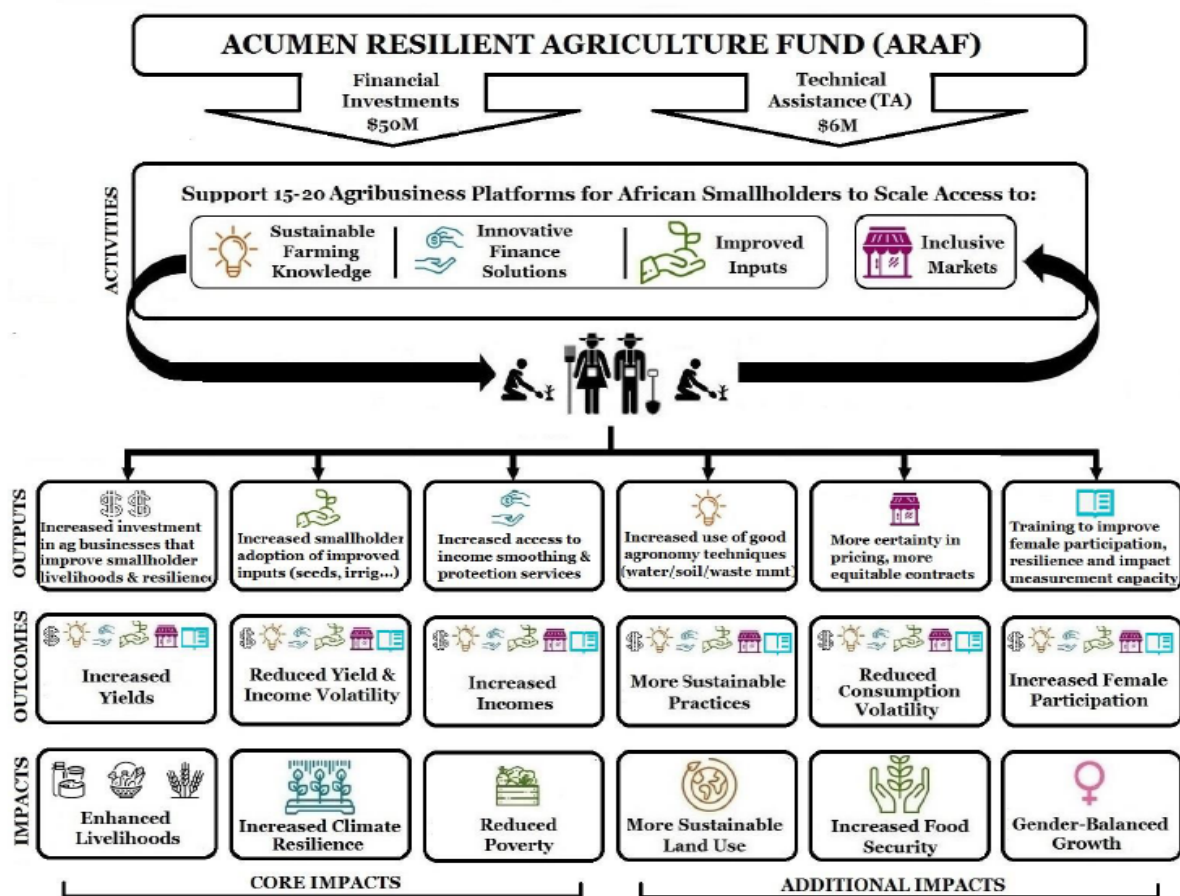 ACUMEN RESILIENT AGRICULTURE FUND (ARAF)
Financial
Investments
$50M
Technical
Assistance (TA)
$6M
ACTIVITIES
Support 15-20 Agribusiness Platforms for African Smallholders to Scale Access to:
Sustainable
Farming
Knowledge
Innovative
Finance
Solutions
Improved
Inputs
Inclusive
Markets
OUTPUTS
Increased investment
in ag businesses that
improve smallholder
livelihoods & resilience
Increased smallholder
adoption of improved
inputs (seeds, irrig...)
Increased access to
income smoothing &
protection services
Increased use of good
agronomy techniques
(water/soil/waste mmt)
More certainty in
pricing, more
equitable contracts
Training to improve
female participation,
resilience and impact
measurement capacity
OUTCOMES
Increased
Yields
Reduced Yield &
Income Volatility
Increased
Incomes
More Sustainable
Practices
Reduced
Consumption
Volatility
Increased Female
Participation
IMPACTS
Enhanced
Livelihoods
Increased Climate
Resilience
Reduced
Poverty
More Sustainable
Land Use
Increased Food
Security
Gender-Balanced
Growth
CORE IMPACTS
ADDITIONAL IMPACTS